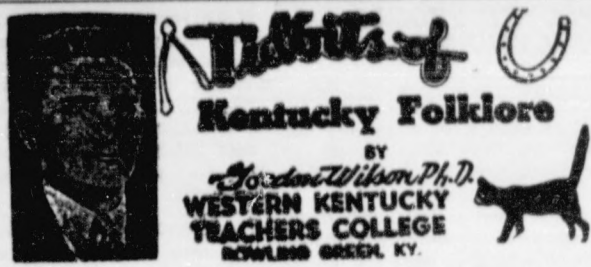 Tidbits of
Kentucky Folklore
BY
Gordon Wilson, Ph.D.
WESTERN KENTUCKY
TEACHERS COLLEGE
BOWLING GREEN, KY.